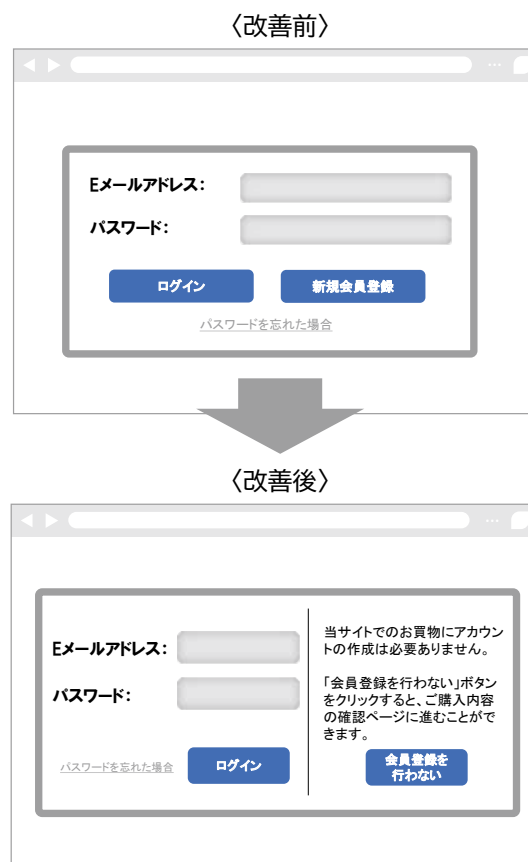 〈改善前〉
Eメールアドレス：
パスワード：
ログイン
新規会員登録
パスワードを忘れた場合
〈改善後〉
Eメールアドレス：
パスワード：
パスワードを忘れた場合
ログイン
当サイトでのお買物にアカウン
トの作成は必要ありません。
「会員登録を行わない」ボタン
をクリックすると、ご購入内容
の確認ページに進むことがで
きます。
会員登録を
行わない